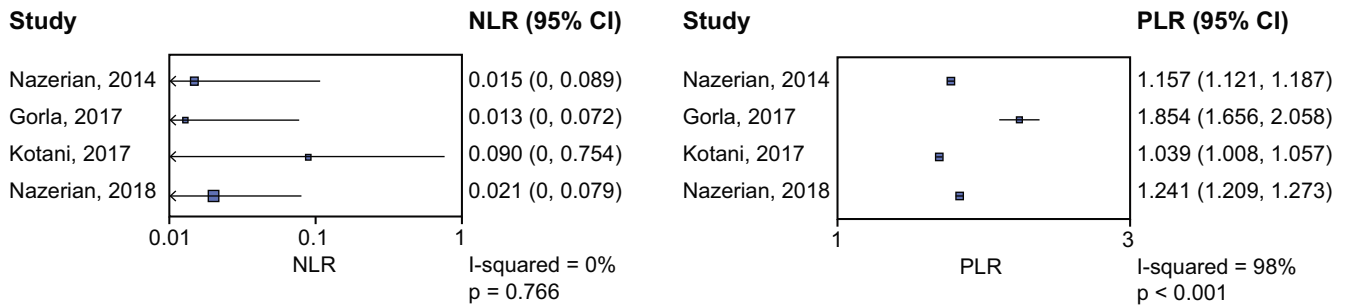 Study NLR (95% CI)
Nazerian, 2014 0.015 (0, 0.089)
Gorla, 2017 0.013 (0, 0.072)
Kotani, 2017 0.090 (0, 0.754)
Nazerian, 2018 0.021 (0, 0.079)
0.01 0.1 1
NLR
I-squared = 0%
p = 0.766
Study PLR (95% CI)
Nazerian, 2014 1.157 (1.121, 1.187)
Gorla, 2017 1.854 (1.656, 2.058)
Kotani, 2017 1.039 (1.008, 1.057)
Nazerian, 2018 1.241 (1.209, 1.273)
1 3
PLR
I-squared = 98%
p < 0.001